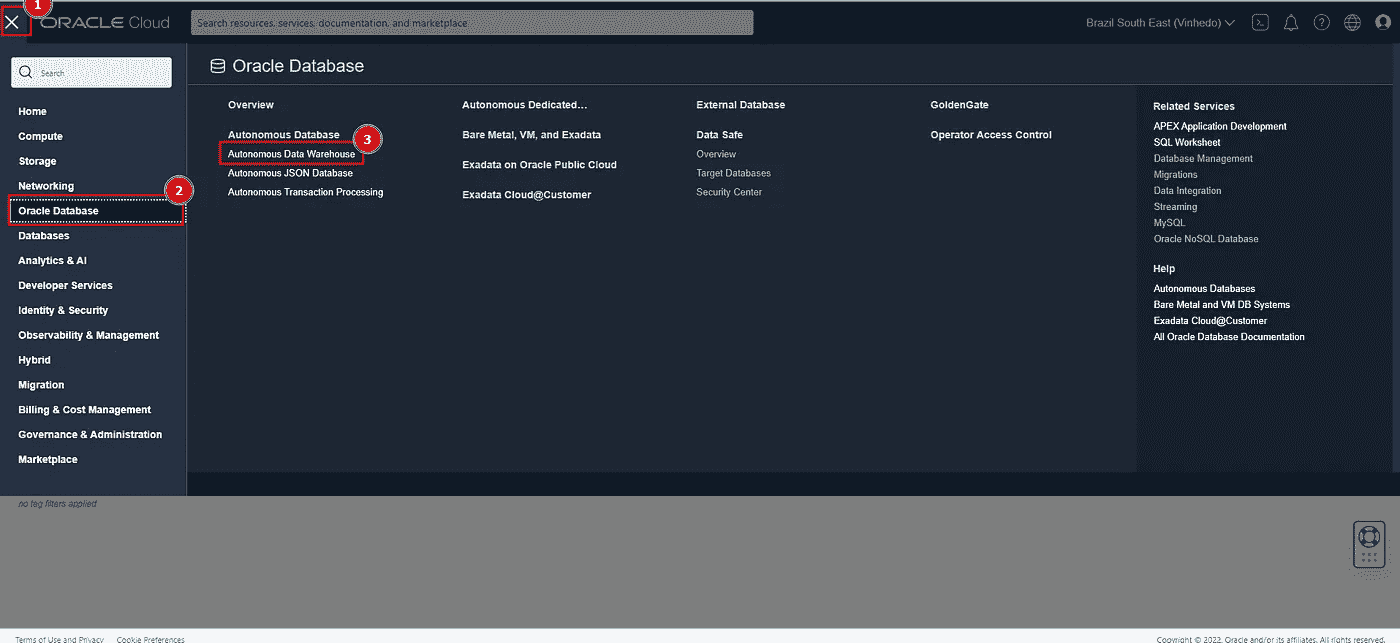 1
ORACLE Cloud
Search resources, services, documentation, and marketplace
Brazil South East (Vinhedo)
Search
Home
Compute
Storage
Networking
2
Oracle Database
Databases
Analytics & AI
Developer Services
Identity & Security
Observability & Management
Hybrid
Migration
Billing & Cost Management
Governance & Administration
Marketplace
Oracle Database
Overview
Autonomous Database
3
Autonomous Data Warehouse
Autonomous JSON Database
Autonomous Transaction Processing
Autonomous Dedicated...
Bare Metal, VM, and Exadata
Exadata on Oracle Public Cloud
Exadata Cloud@Customer
External Database
Data Safe
Overview
Target Databases
Security Center
GoldenGate
Operator Access Control
Related Services
APEX Application Development
SQL Worksheet
Database Management
Migrations
Data Integration
Streaming
MySQL
Oracle NoSQL Database
Help
Autonomous Databases
Bare Metal and VM DB Systems
Exadata Cloud@Customer
All Oracle Database Documentation
no tag filters applied
Terms of Use and Privacy
Cookie Preferences
Copyright © 2022, Oracle and/or its affiliates. All rights reserved.